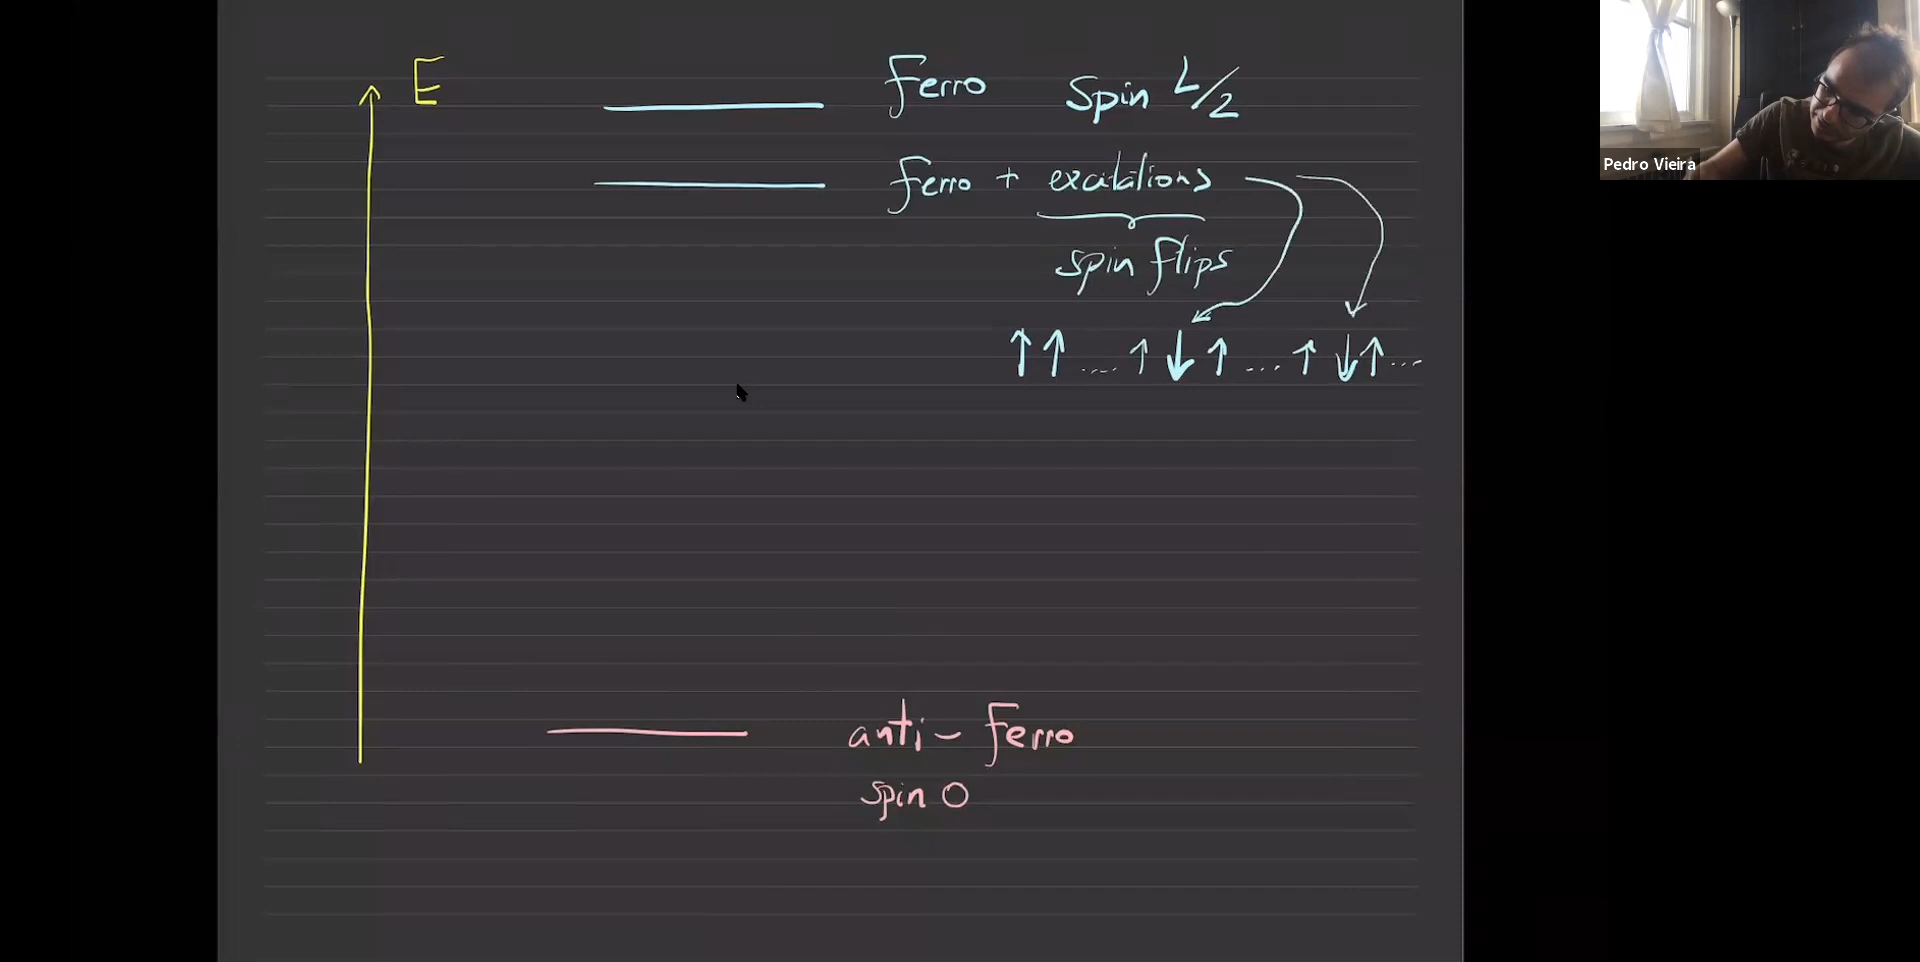 E
Ferro Spin L/2
Ferro + excitations
spin flips
↑ ↑ .... ↑ ↓ ↑ .... ↑ ↓ ↑ ...
anti-Ferro
spin 0
Pedro Vieira